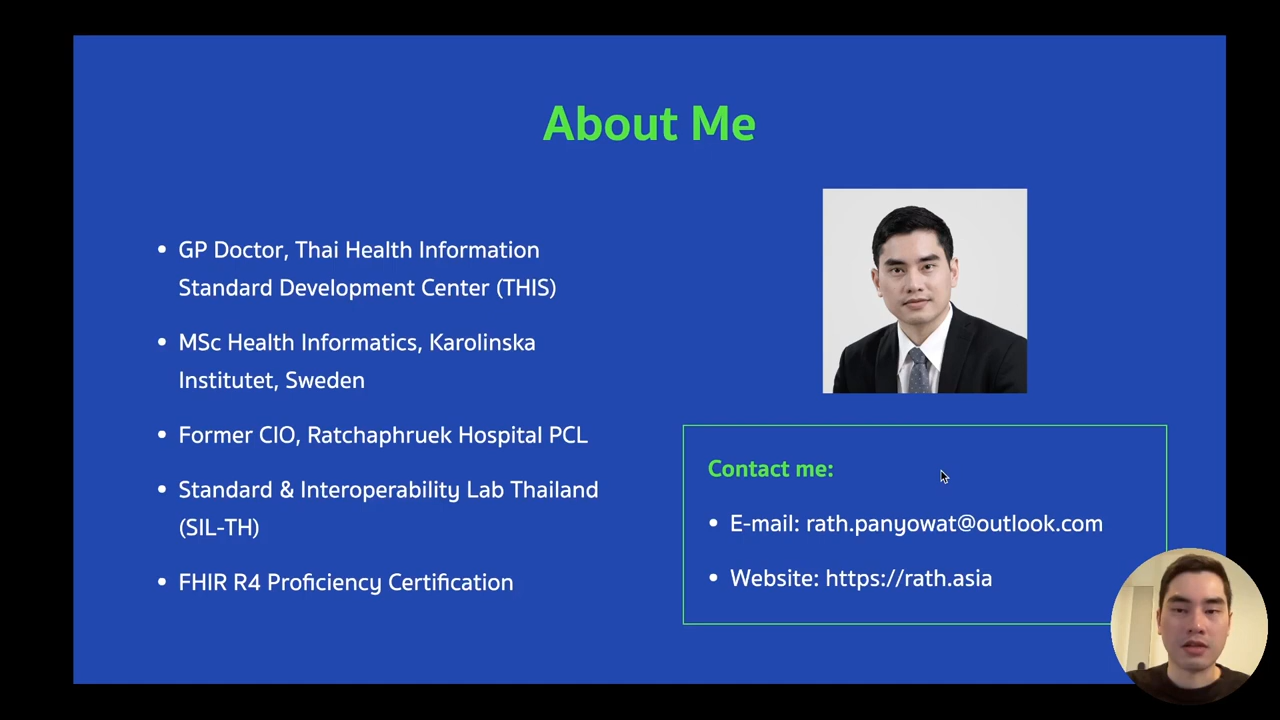 About Me
• GP Doctor, Thai Health Information
Standard Development Center (THIS)
• MSc Health Informatics, Karolinska
Institutet, Sweden
• Former CIO, Ratchaphruek Hospital PCL
• Standard & Interoperability Lab Thailand
(SIL-TH)
• FHIR R4 Proficiency Certification
Contact me:
• E-mail: rath.panyowat@outlook.com
• Website: https://rath.asia